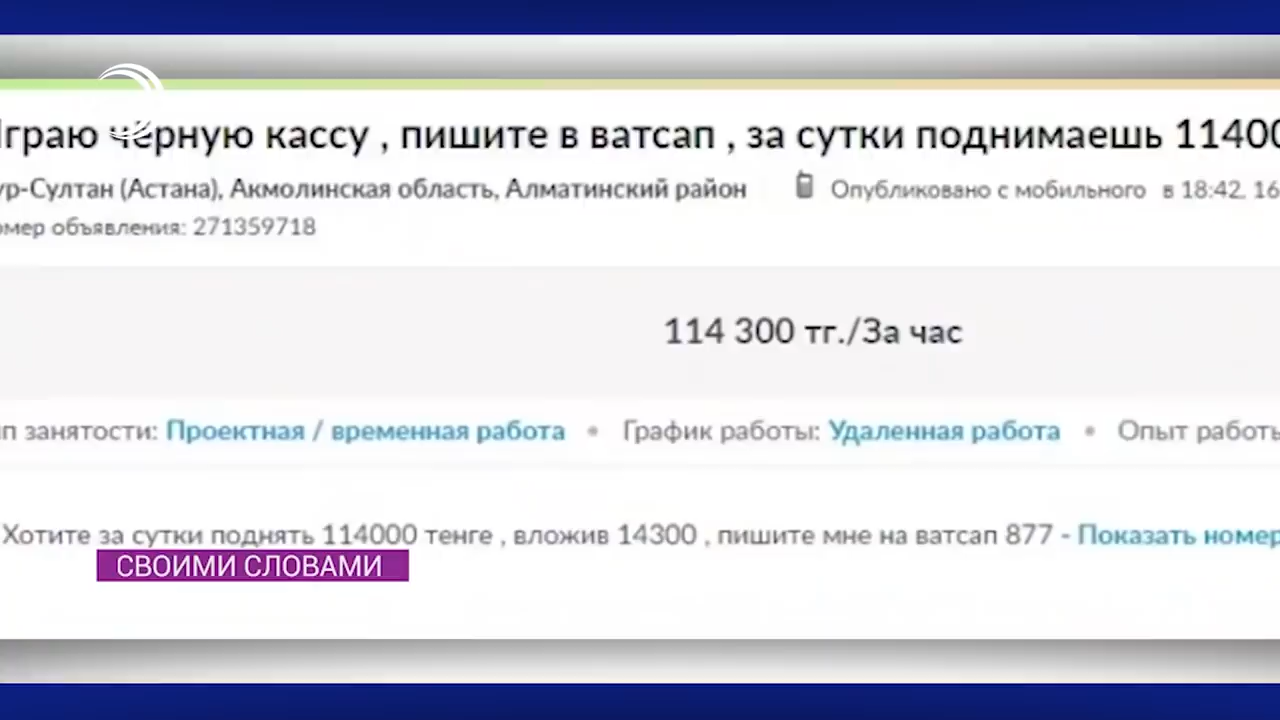 Играю черную кассу , пишите в ватсап , за сутки поднимаешь 11400
ур-Султан (Астана), Акмолинская область, Алматинский район Опубликовано с мобильного в 18:42, 16
омер объявления: 271359718
114 300 тг./За час
п занятости: Проектная / временная работа • График работы: Удаленная работа • Опыт работь
Хотите за сутки поднять 114000 тенге , вложив 14300 , пишите мне на ватсап 877 - Показать номер
СВОИМИ СЛОВАМИ